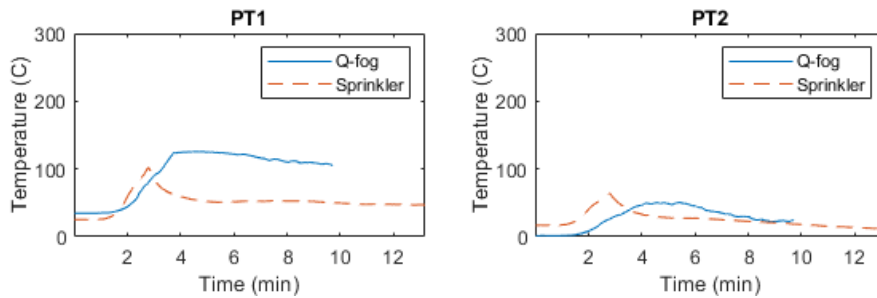 PT1
300
200
100
0
Temperature (C)
Q-fog
Sprinkler
2 4 6 8 10 12
Time (min)
PT2
300
200
100
0
Temperature (C)
Q-fog
Sprinkler
2 4 6 8 10 12
Time (min)